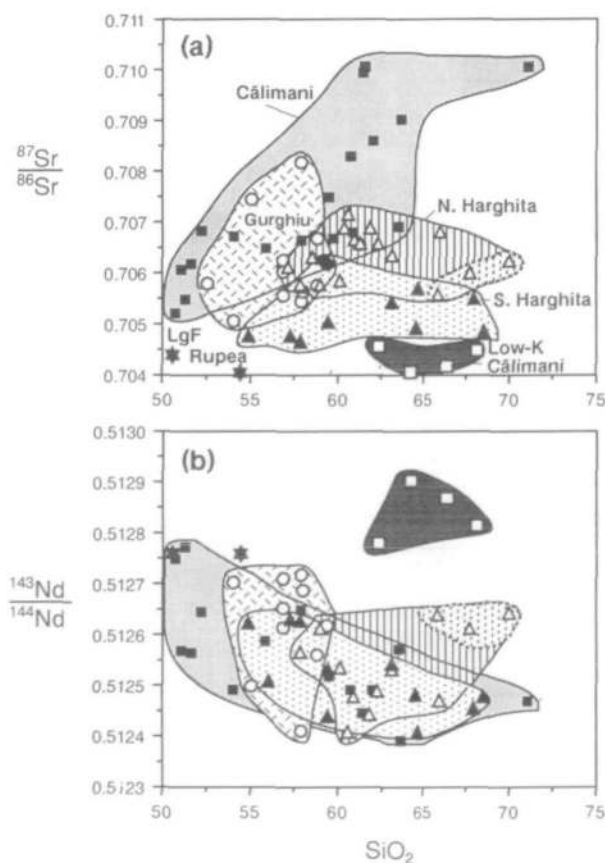 (a)
0.711
0.710
0.709
0.708
0.707
0.706
0.705
0.704
87Sr
86Sr
Călimani
Gurghiu
N. Harghita
S. Harghita
LgF
Rupea
Low-K
Călimani
50 55 60 65 70 75
(b)
0.5130
0.5129
0.5128
0.5127
0.5126
0.5125
0.5124
0.5123
143Nd
144Nd
50 55 60 65 70 75
SiO2